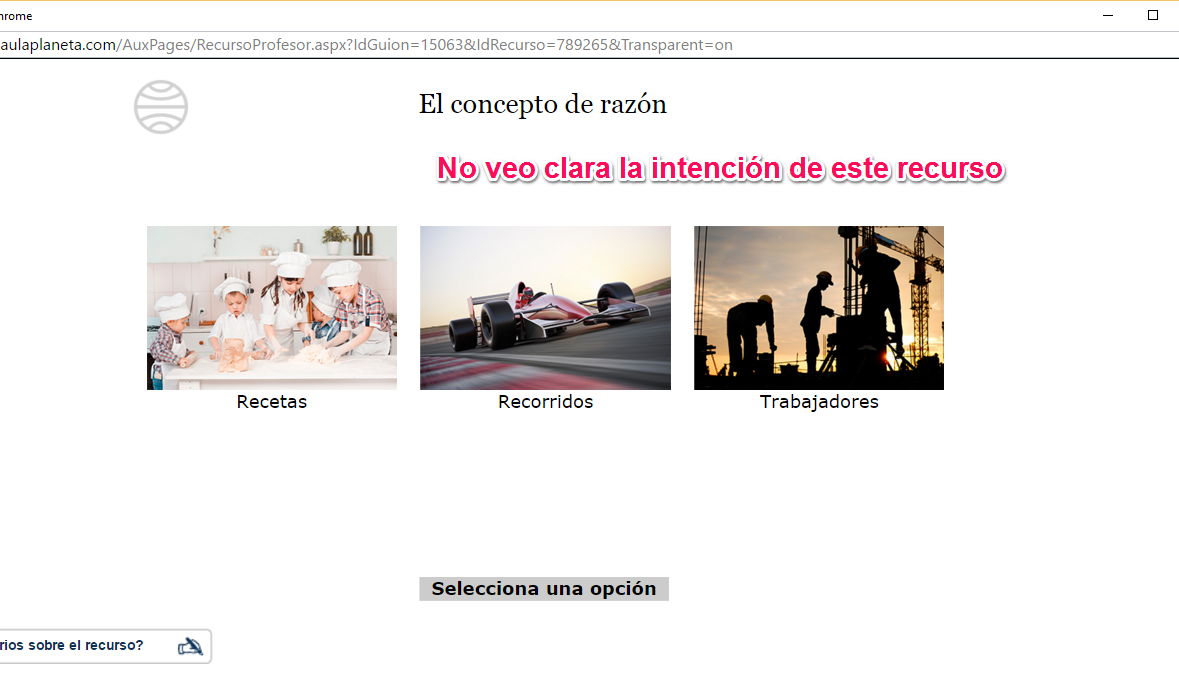 hrome
aulaplaneta.com/AuxPages/RecursoProfesor.aspx?IdGuion=15063&IdRecurso=789265&Transparent=on
El concepto de razón
No veo clara la intención de este recurso
Recetas
Recorridos
Trabajadores
Selecciona una opción
rios sobre el recurso?